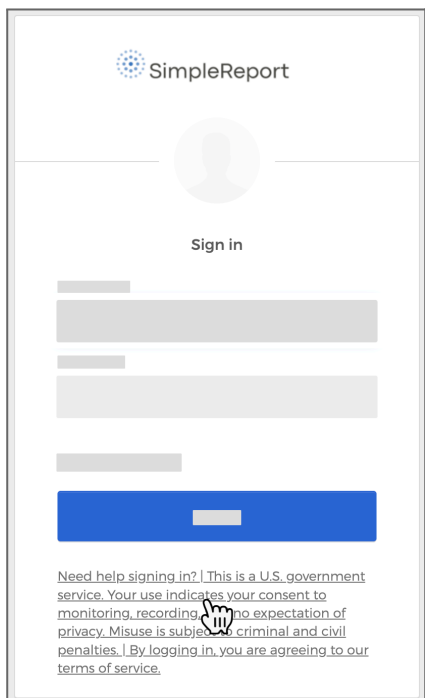 SimpleReport
Sign in
Need help signing in? | This is a U.S. government
service. Your use indicates your consent to
monitoring, recording, no expectation of
privacy. Misuse is subject to criminal and civil
penalties. | By logging in, you are agreeing to our
terms of service.